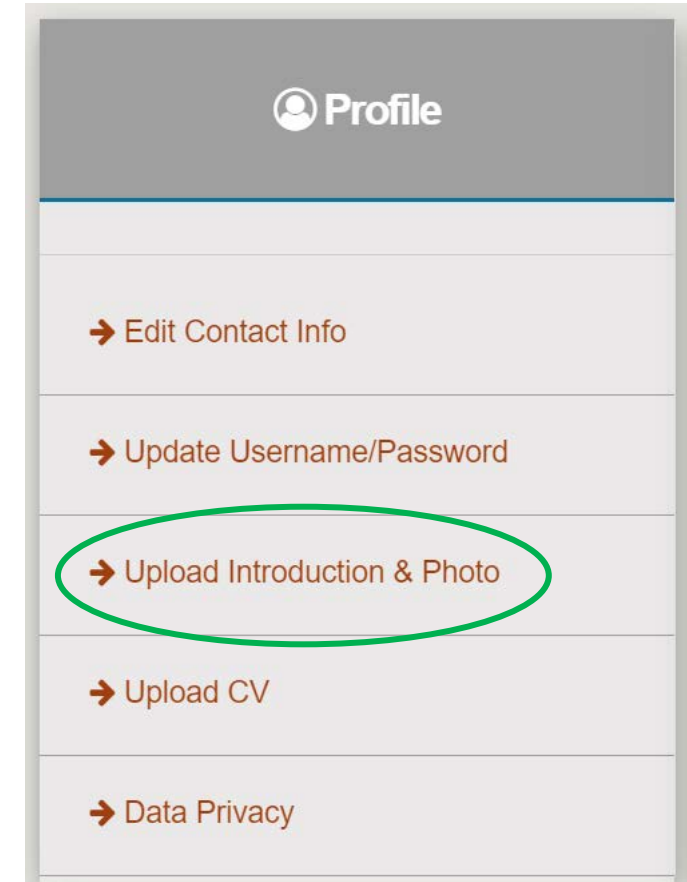 Profile
Edit Contact Info
Update Username/Password
Upload Introduction & Photo
Upload CV
Data Privacy